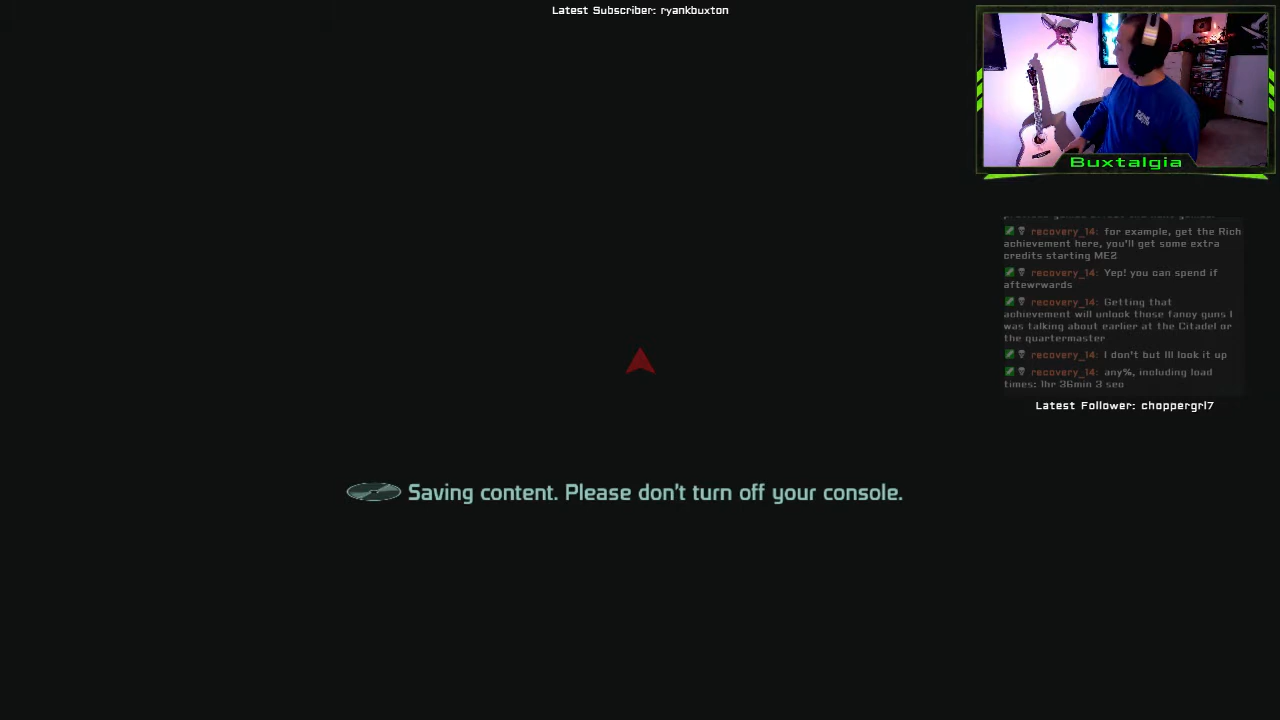 Latest Subscriber: ryankbuxton
Buxtalgia
recovery_14: for example, get the Rich
achievement here, you'll get some extra
credits starting ME2
recovery_14: Yep! you can spend if
aftewrwards
recovery_14: Getting that
achievement will unlock those fancy guns I
was talking about earlier at the Citadel or
the quartermaster
recovery_14: I don't but Ill look it up
recovery_14: any%, including load
times: 1hr 36min 3 sec
Latest Follower: choppergrl7
Saving content. Please don't turn off your console.